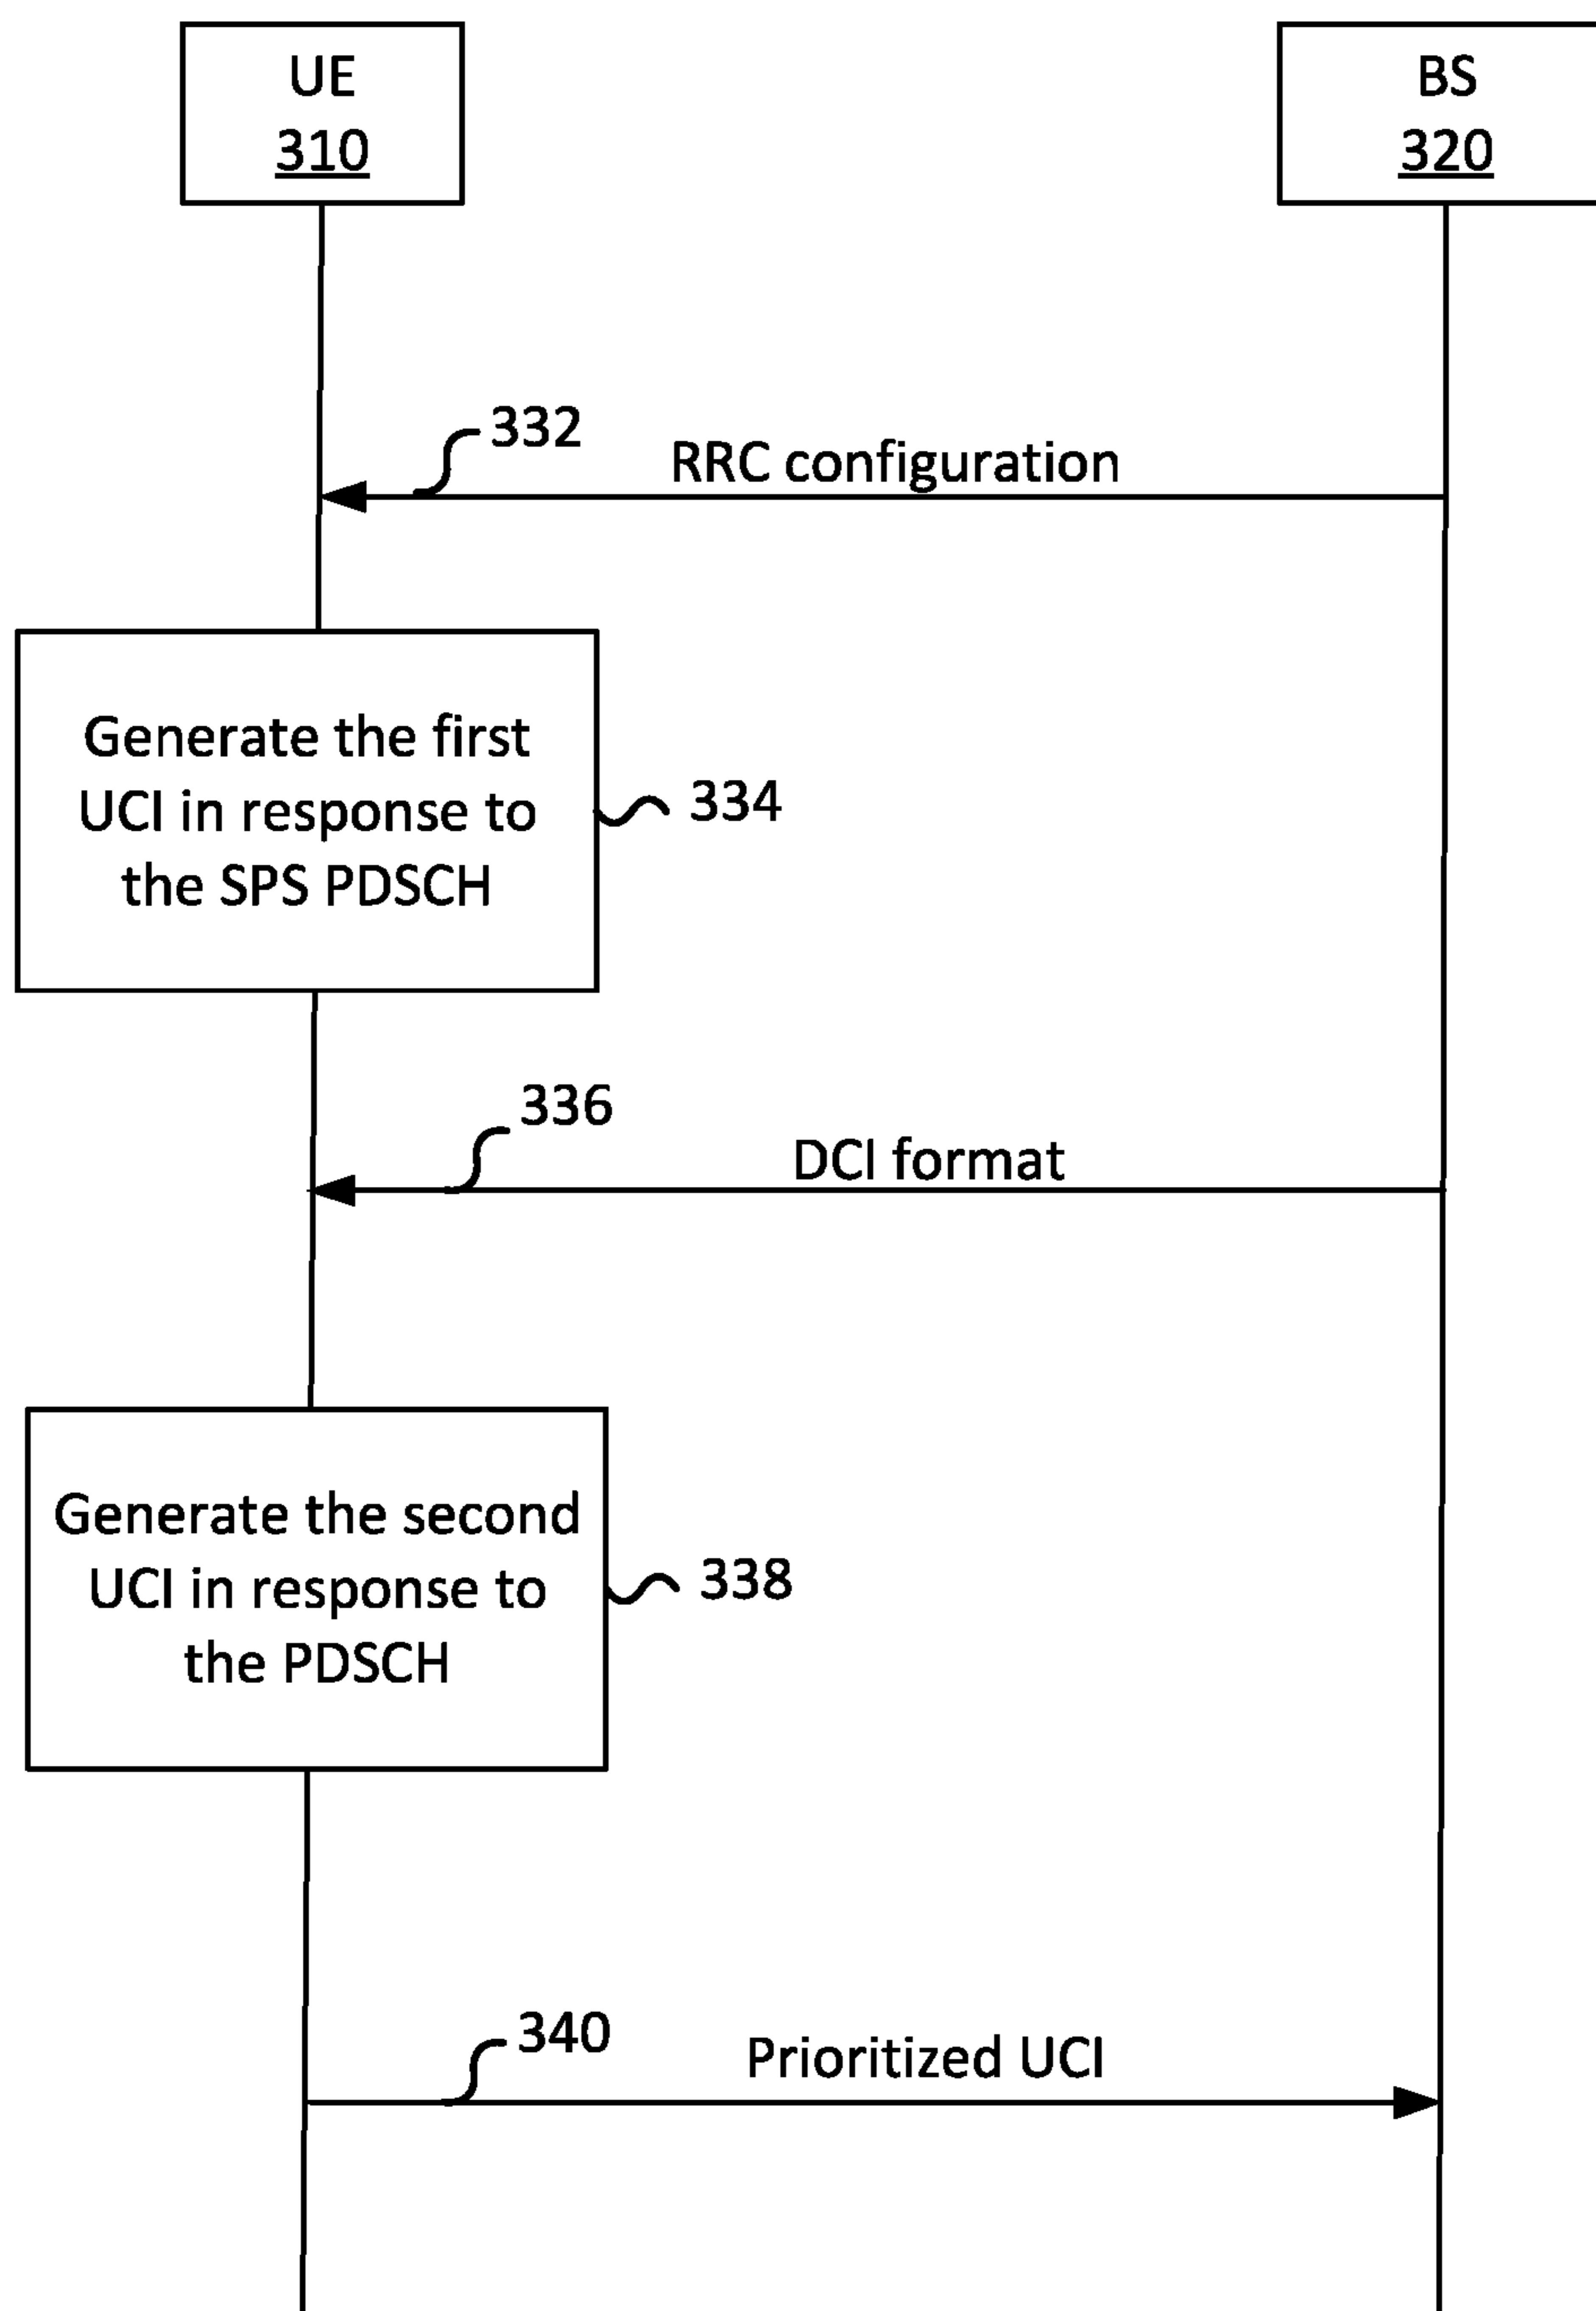 UE
310
BS
320
332
RRC configuration
Generate the first
UCI in response to
the SPS PDSCH
334
336
DCI format
Generate the second
UCI in response to
the PDSCH
338
340
Prioritized UCI